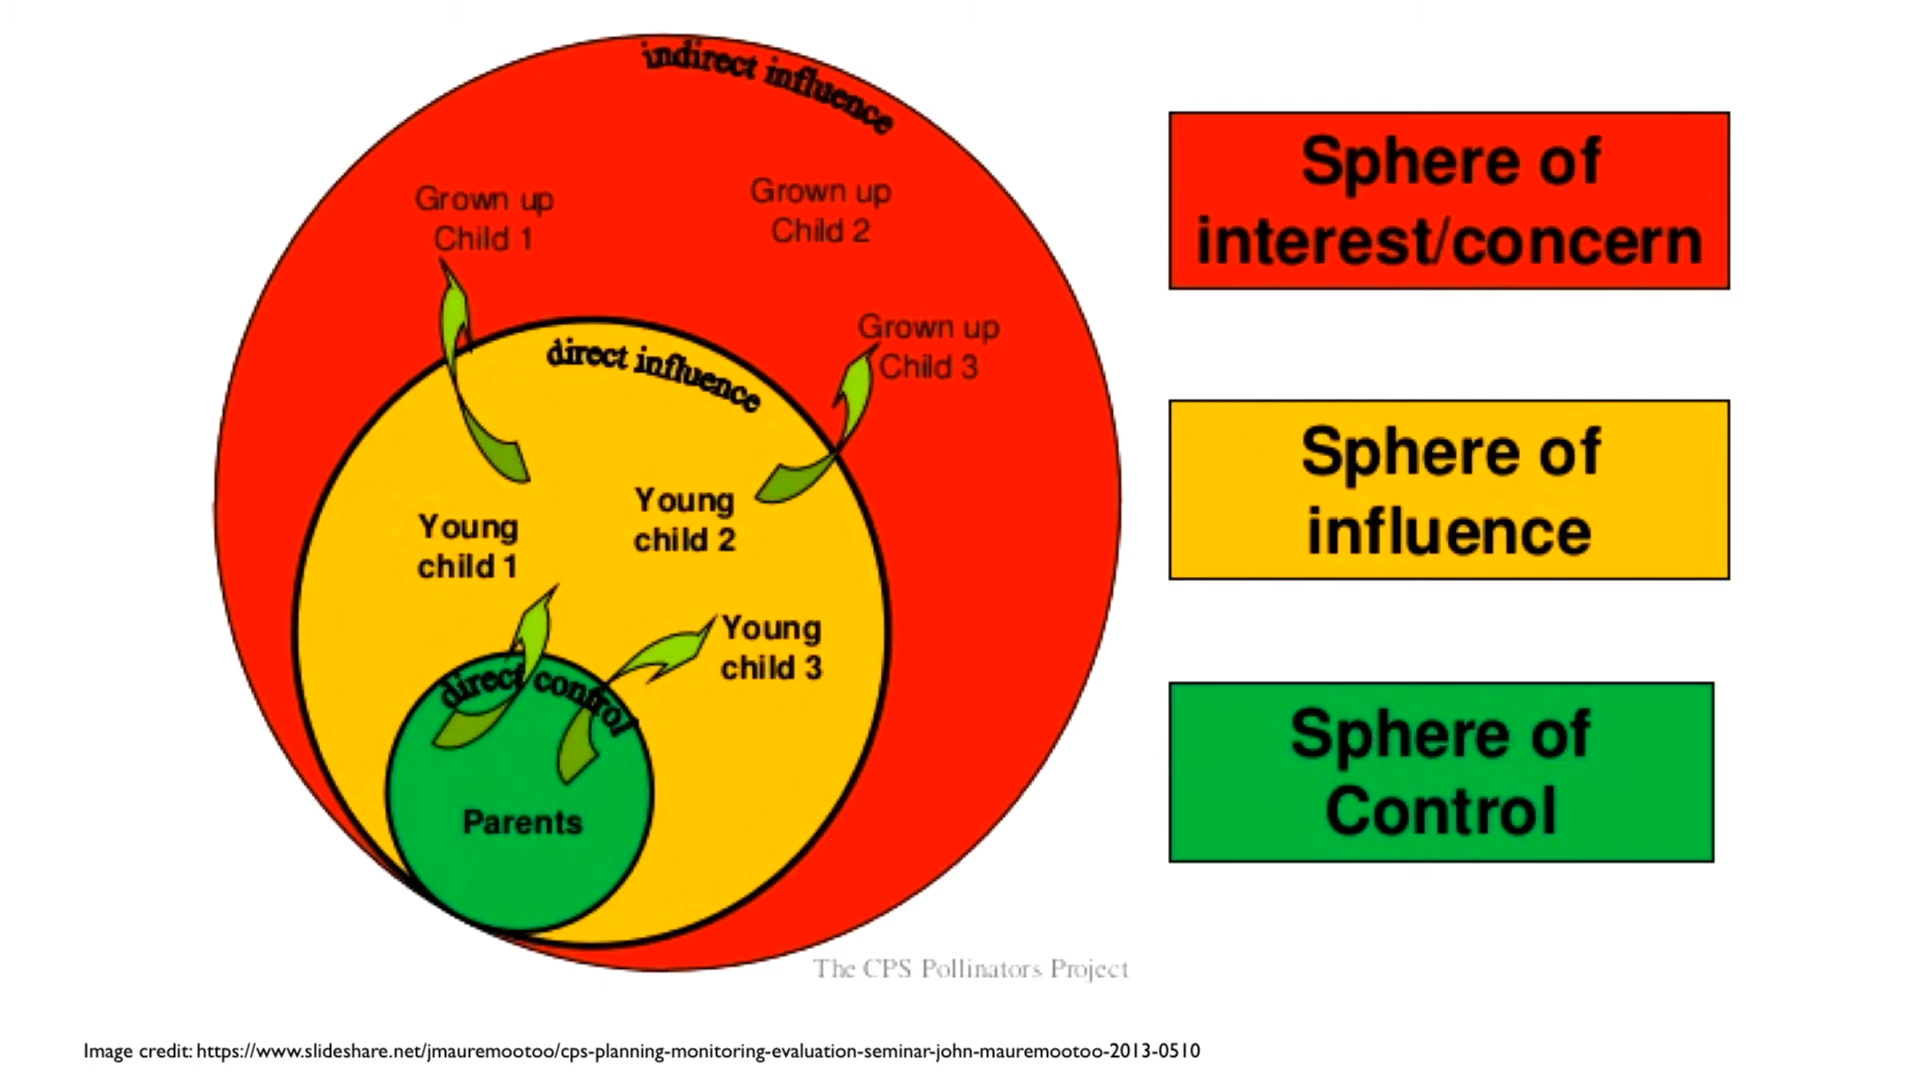 indirect influence
Grown up
Child 1
Grown up
Child 2
Grown up
Child 3
direct influence
Young
child 1
Young
child 2
Young
child 3
direct control
Parents
Sphere of
interest/concern
Sphere of
influence
Sphere of
Control
The CPS Pollinators Project
Image credit: https://www.slideshare.net/jmauremootoo/cps-planning-monitoring-evaluation-seminar-john-mauremootoo-2013-0510